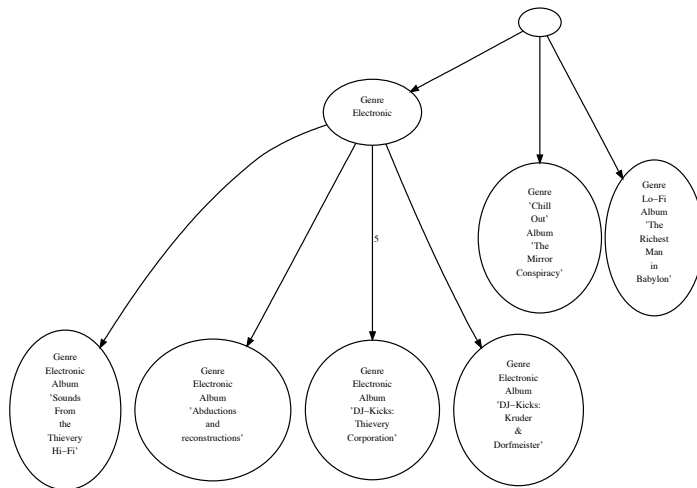 Genre
Electronic
Genre
'Chill
Out'
Album
'The
Mirror
Conspiracy'
Genre
Lo−Fi
Album
'The
Richest
Man
in
Babylon'
5
Genre
Electronic
Album
'Sounds
From
the
Thievery
Hi−Fi'
Genre
Electronic
Album
'Abductions
and
reconstructions'
Genre
Electronic
Album
'DJ−Kicks:
Thievery
Corporation'
Genre
Electronic
Album
'DJ−Kicks:
Kruder
&
Dorfmeister'